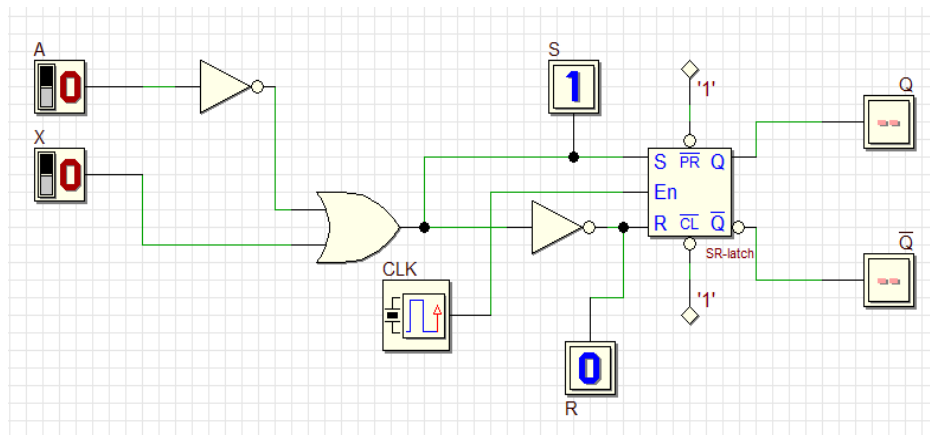 A
0
X
0
CLK
S
1
'1'
S PR Q
En
R CL Q
SR-latch
'1'
0
R
Q
--
Q
--